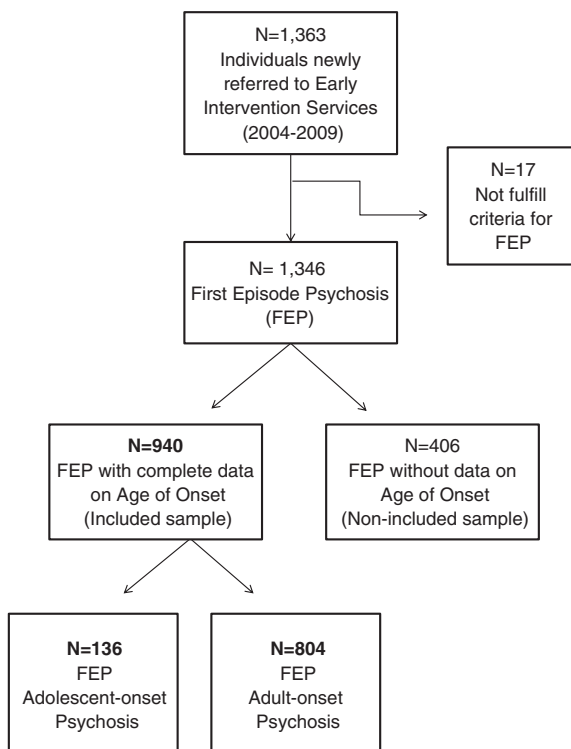 N=1,363
Individuals newly
referred to Early
Intervention Services
(2004-2009)
N=17
Not fulfill
criteria for
FEP
N= 1,346
First Episode Psychosis
(FEP)
N=940
FEP with complete data
on Age of Onset
(Included sample)
N=406
FEP without data on
Age of Onset
(Non-included sample)
N=136
FEP
Adolescent-onset
Psychosis
N=804
FEP
Adult-onset
Psychosis